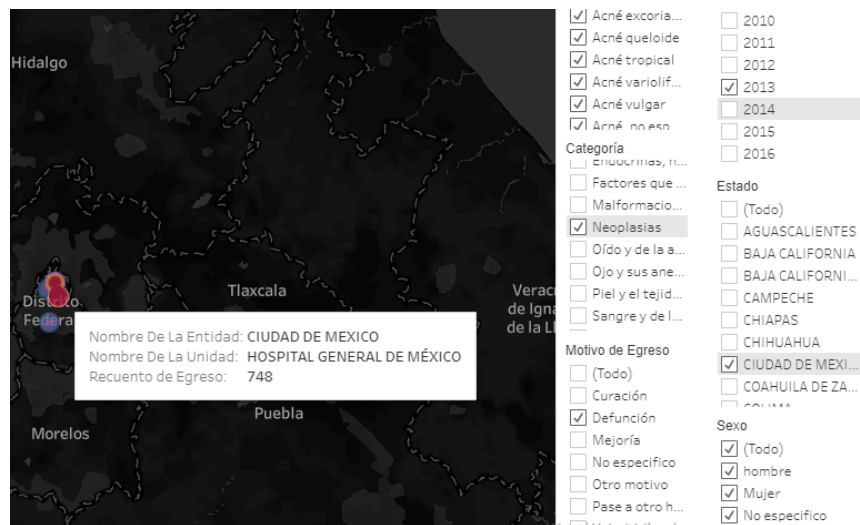 Hidalgo
Tlaxcala
Distrito
Federa
Verac
de Igna
de la Ll
Nombre De La Entidad: CIUDAD DE MEXICO
Nombre De La Unidad: HOSPITAL GENERAL DE MÉXICO
Recuento de Egreso: 748
Puebla
Morelos
Acné excoria...
Acné queloide
Acné tropical
Acné variolif...
Acné vulgar
Acné, no esp
Categoría
Endocrinas, n...
Factores que ...
Malformacio...
Neoplasias
Oído y de la a...
Ojo y sus ane...
Piel y el tejid...
Sangre y de l...
Motivo de Egreso
(Todo)
Curación
Defunción
Mejoría
No especifico
Otro motivo
Pase a otro h...
2010
2011
2012
2013
2014
2015
2016
Estado
(Todo)
AGUASCALIENTES
BAJA CALIFORNIA
BAJA CALIFORNI...
CAMPECHE
CHIAPAS
CHIHUAHUA
CIUDAD DE MEXI...
COAHUILA DE ZA...
COLIMA
Sexo
(Todo)
hombre
Mujer
No especifico